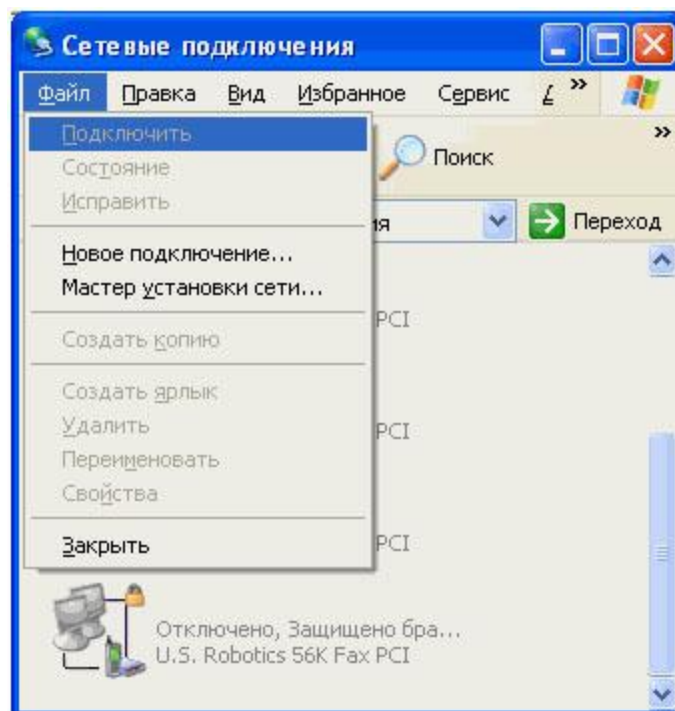 Сетевые подключения
Файл Правка Вид Избранное Сервис »
Подключить »
Состояние Поиск
Исправить
ия Переход
Новое подключение...
Мастер установки сети...
PCI
Создать копию
Создать ярлык
Удалить PCI
Переименовать
Свойства
Закрыть PCI
Отключено, Защищено бра...
U.S. Robotics 56K Fax PCI